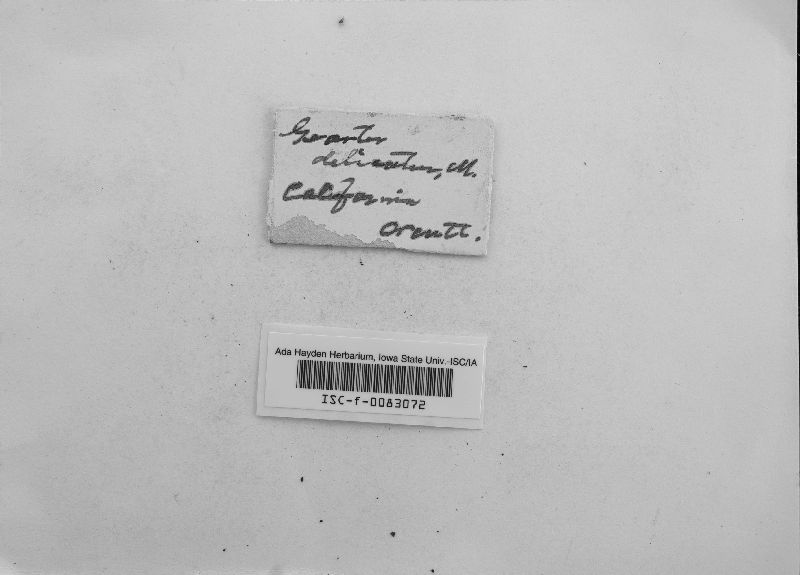 Geaster
delicatus, M.
California
Orcutt.
Ada Hayden Herbarium, Iowa State Univ.-ISC/IA
ISC-f-0083072